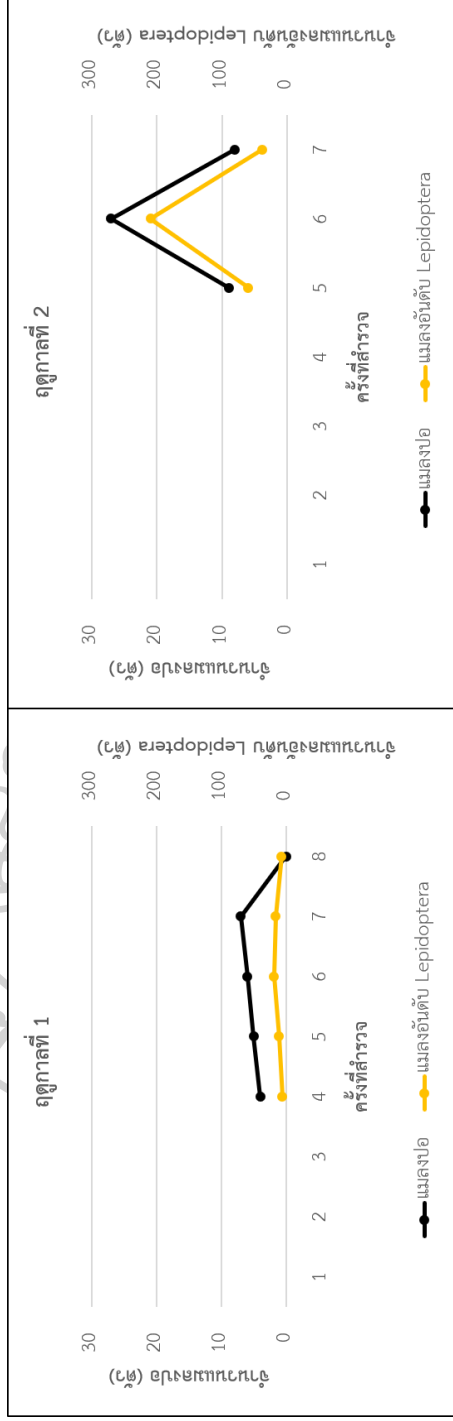 ฤดูกาลที่ 1
จำนวนแมลงปอ (ตัว)
30
20
10
0
จำนวนแมลงอันดับ Lepidoptera (ตัว)
300
200
100
0
1 2 3 4 5 6 7 8
ครั้งที่สำรวจ
แมลงปอ แมลงอันดับ Lepidoptera
ฤดูกาลที่ 2
จำนวนแมลงปอ (ตัว)
30
20
10
0
จำนวนแมลงอันดับ Lepidoptera (ตัว)
300
200
100
0
1 2 3 4 5 6 7
ครั้งที่สำรวจ
แมลงปอ แมลงอันดับ Lepidoptera